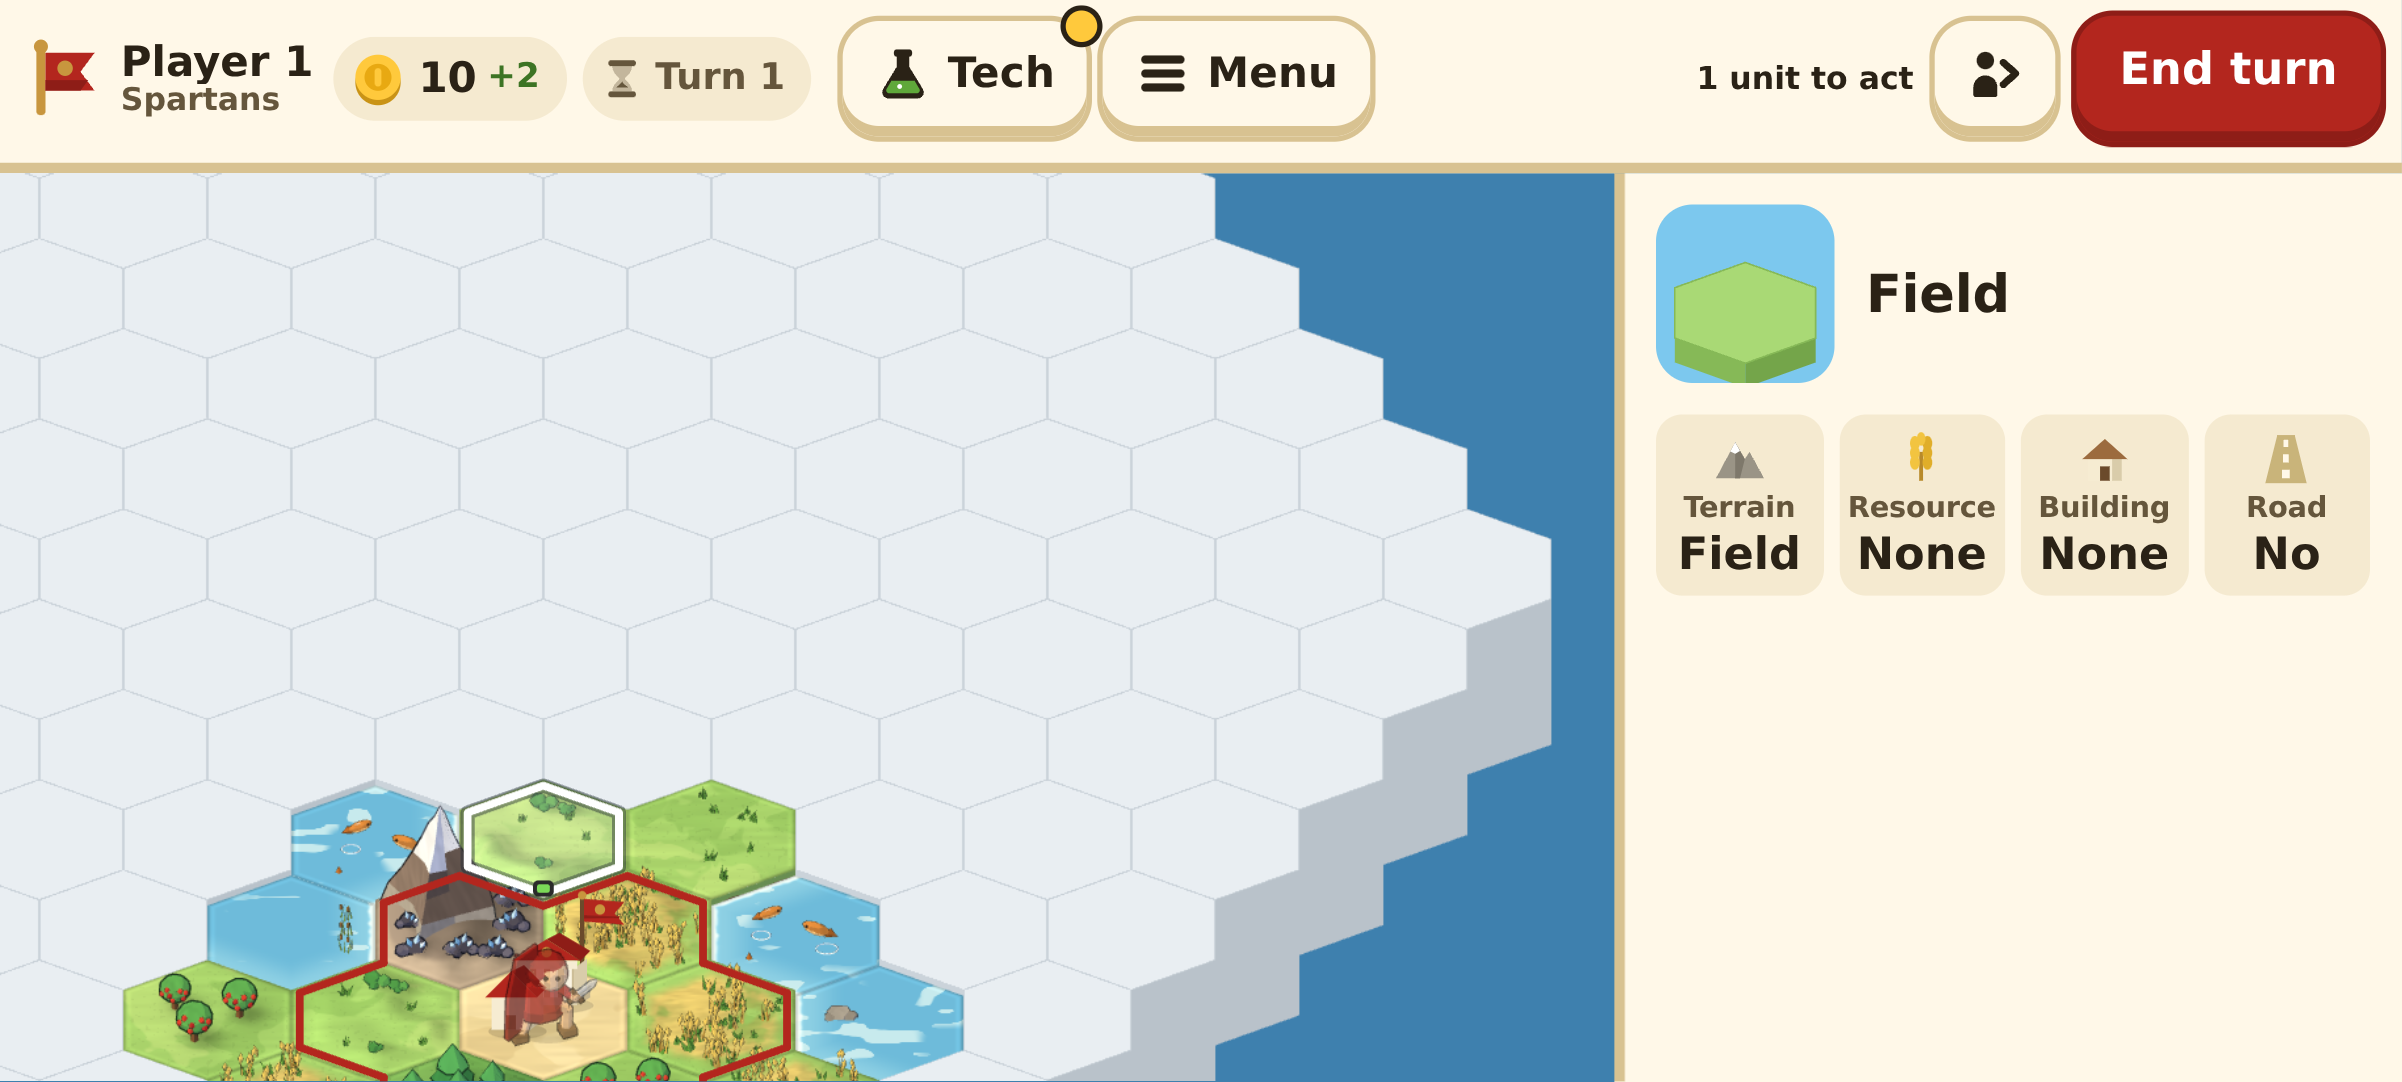 Player 1
Spartans
10 +2
Turn 1
Tech
Menu
1 unit to act
End turn
Field
Terrain
Field
Resource
None
Building
None
Road
No